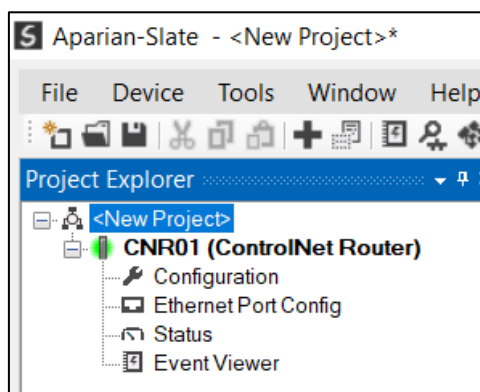 Aparian-Slate - <New Project>*
File Device Tools Window Help
Project Explorer
<New Project>
CNR01 (ControlNet Router)
Configuration
Ethernet Port Config
Status
Event Viewer